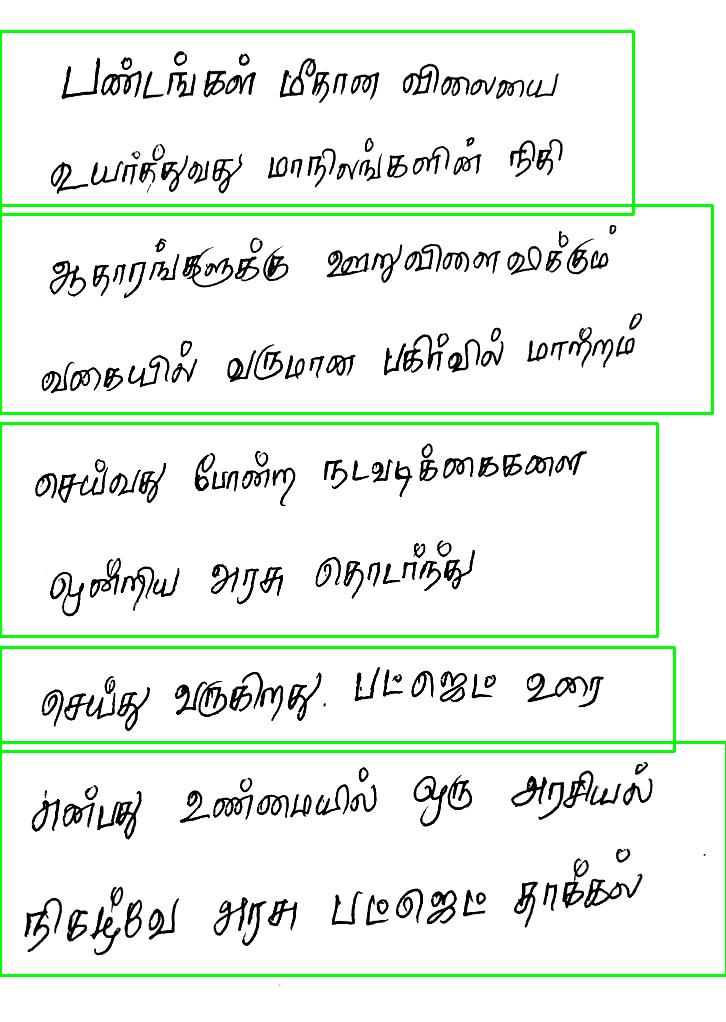 பண்டங்கள் மீதான விலையை
உயர்த்துவது மாநிலங்களின் நிதி
ஆதாரங்களுக்கு ஊறுவிளைவிக்கும்
வகையில் வருமான பகிர்வில் மாற்றம்
செய்வது போன்ற நடவடிக்கைகளை
ஒன்றிய அரசு தொடர்ந்து
செய்து வருகிறது. பட்ஜெட் உரை
என்பது உண்மையில் ஒரு அரசியல்
நிகழ்வே அரசு பட்ஜெட் தாக்கல்